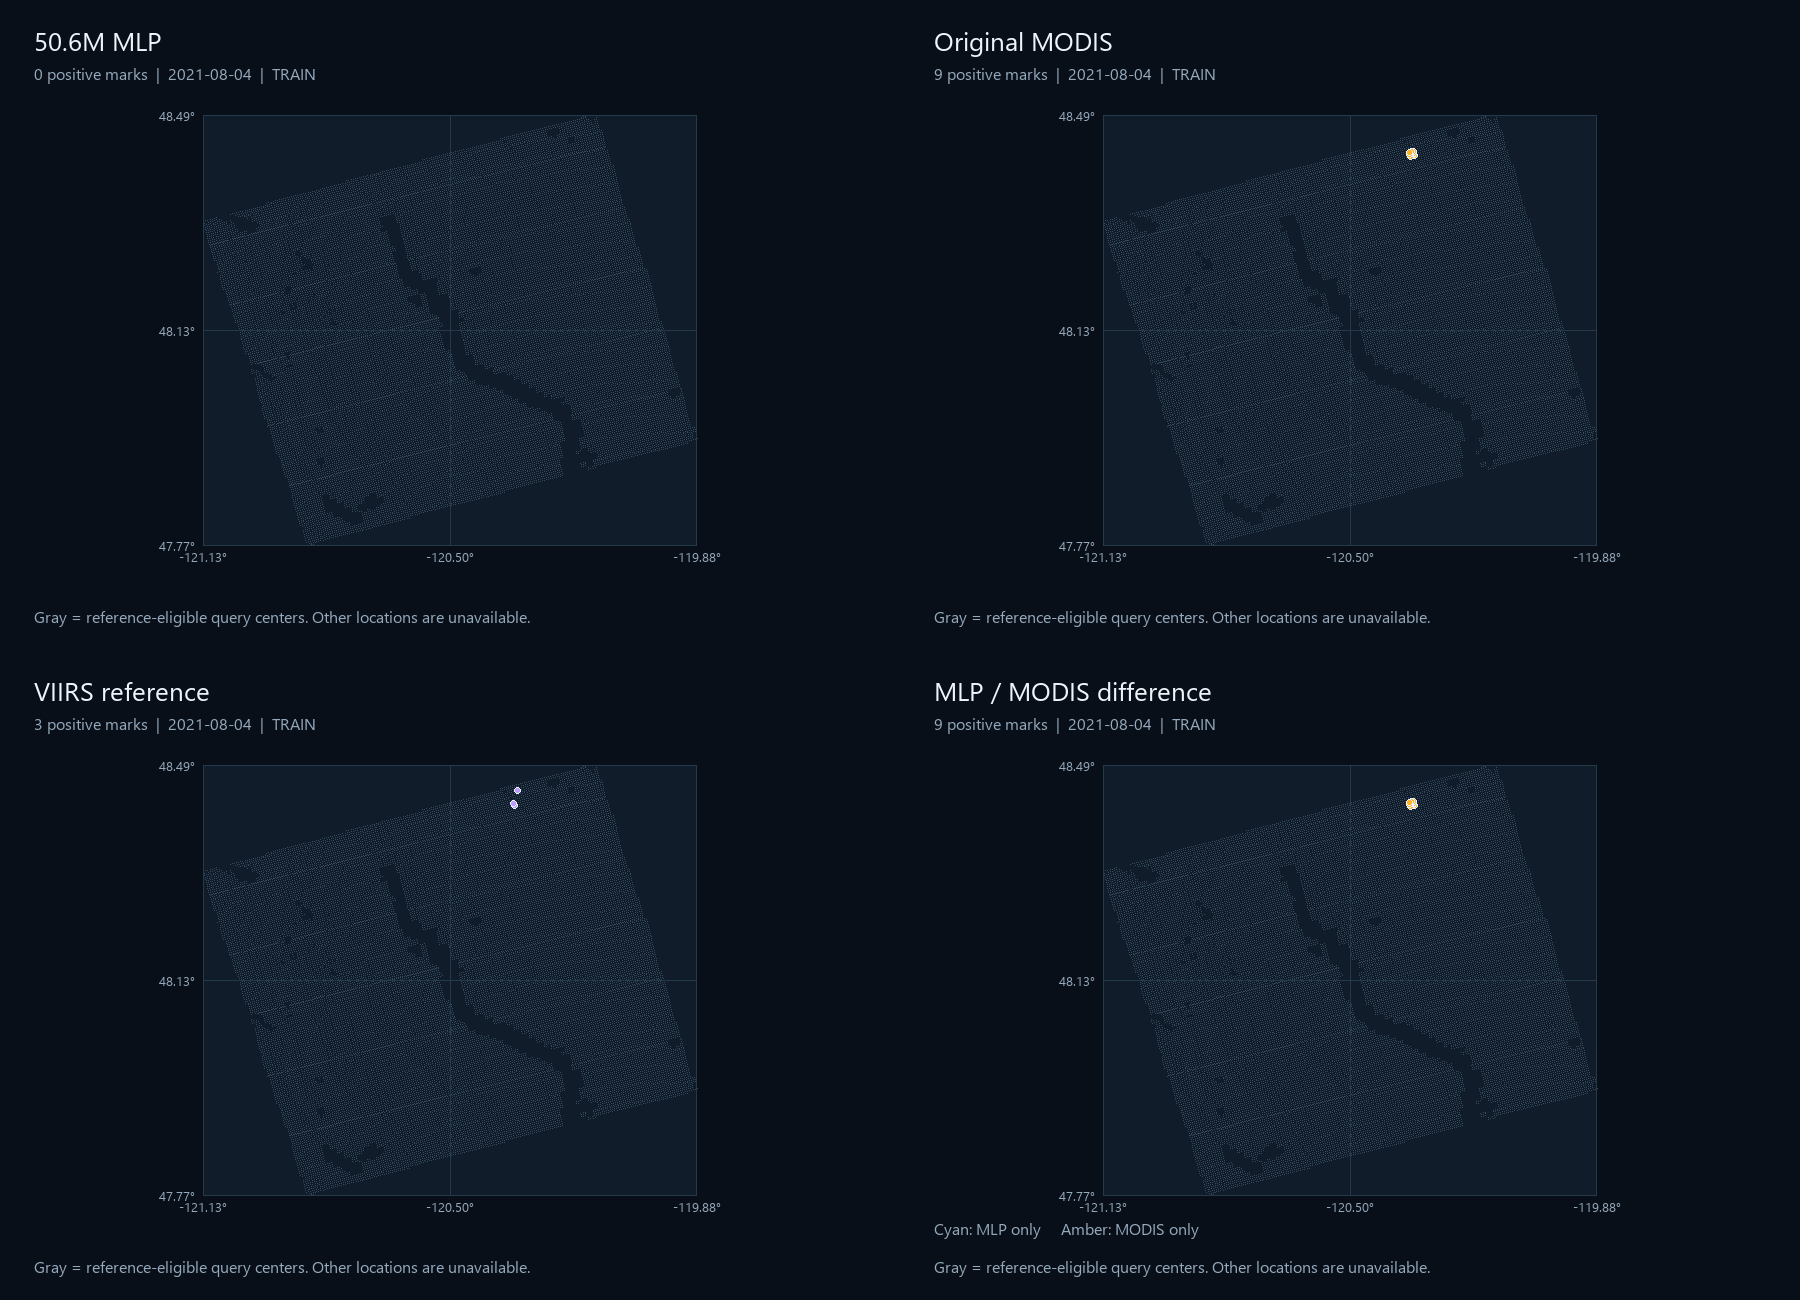 50.6M MLP
0 positive marks | 2021-08-04 | TRAIN
48.49°
48.13°
47.77°
-121.13°
-120.50°
-119.88°
Gray = reference-eligible query centers. Other locations are unavailable.
Original MODIS
9 positive marks | 2021-08-04 | TRAIN
48.49°
48.13°
47.77°
-121.13°
-120.50°
-119.88°
Gray = reference-eligible query centers. Other locations are unavailable.
VIIRS reference
3 positive marks | 2021-08-04 | TRAIN
48.49°
48.13°
47.77°
-121.13°
-120.50°
-119.88°
Gray = reference-eligible query centers. Other locations are unavailable.
MLP / MODIS difference
9 positive marks | 2021-08-04 | TRAIN
48.49°
48.13°
47.77°
-121.13°
-120.50°
-119.88°
Cyan: MLP only Amber: MODIS only
Gray = reference-eligible query centers. Other locations are unavailable.